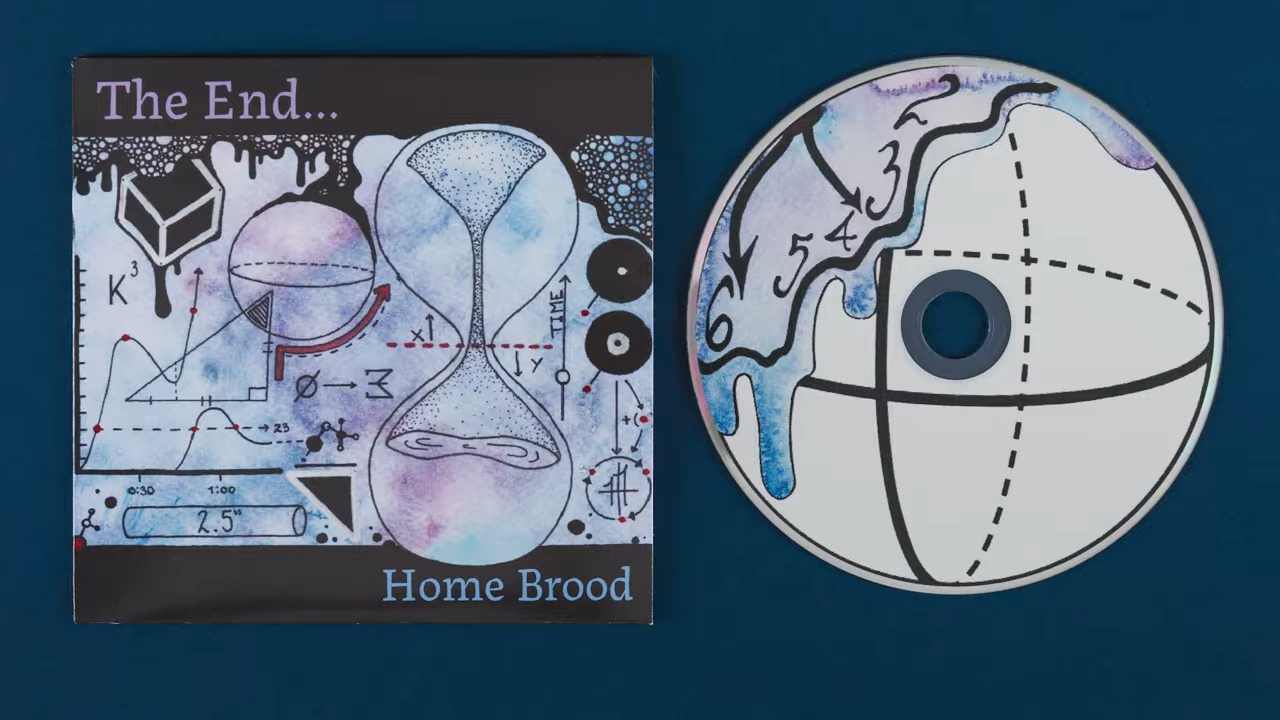 The End...
K³
TIME
X
Y
Ø → Σ
23
+(
0:30 1:00
2.5"
Home Brood
2
3
4
5
6